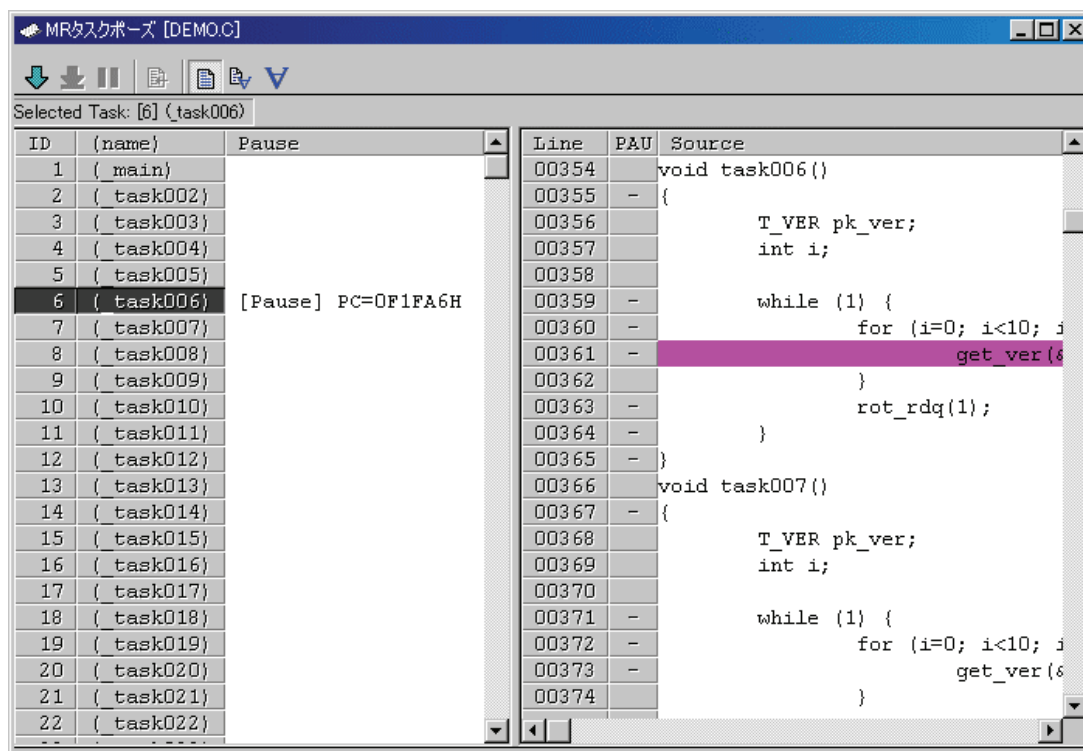 MRタスクポーズ [DEMO.C]
Selected Task: [6] (_task006)
ID (name) Pause
1 (_main)
2 (_task002)
3 (_task003)
4 (_task004)
5 (_task005)
6 (_task006) [Pause] PC=0F1FA6H
7 (_task007)
8 (_task008)
9 (_task009)
10 (_task010)
11 (_task011)
12 (_task012)
13 (_task013)
14 (_task014)
15 (_task015)
16 (_task016)
17 (_task017)
18 (_task018)
19 (_task019)
20 (_task020)
21 (_task021)
22 (_task022)
Line PAU Source
00354 void task006()
00355 - {
00356 T_VER pk_ver;
00357 int i;
00358
00359 - while (1) {
00360 - for (i=0; i<10; i
00361 - get_ver(&
00362 }
00363 - rot_rdq(1);
00364 - }
00365 - }
00366 void task007()
00367 - {
00368 T_VER pk_ver;
00369 int i;
00370
00371 - while (1) {
00372 - for (i=0; i<10; i
00373 - get_ver(&
00374 }